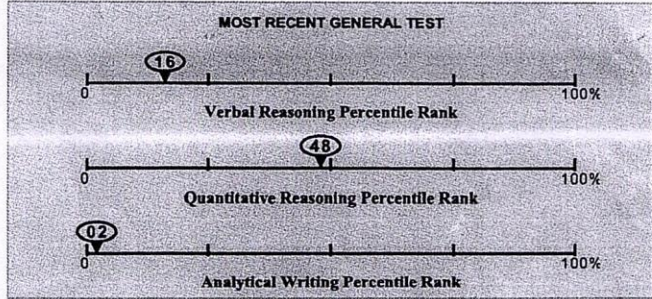 MOST RECENT GENERAL TEST
16
0 100%
Verbal Reasoning Percentile Rank
48
0 100%
Quantitative Reasoning Percentile Rank
02
0 100%
Analytical Writing Percentile Rank